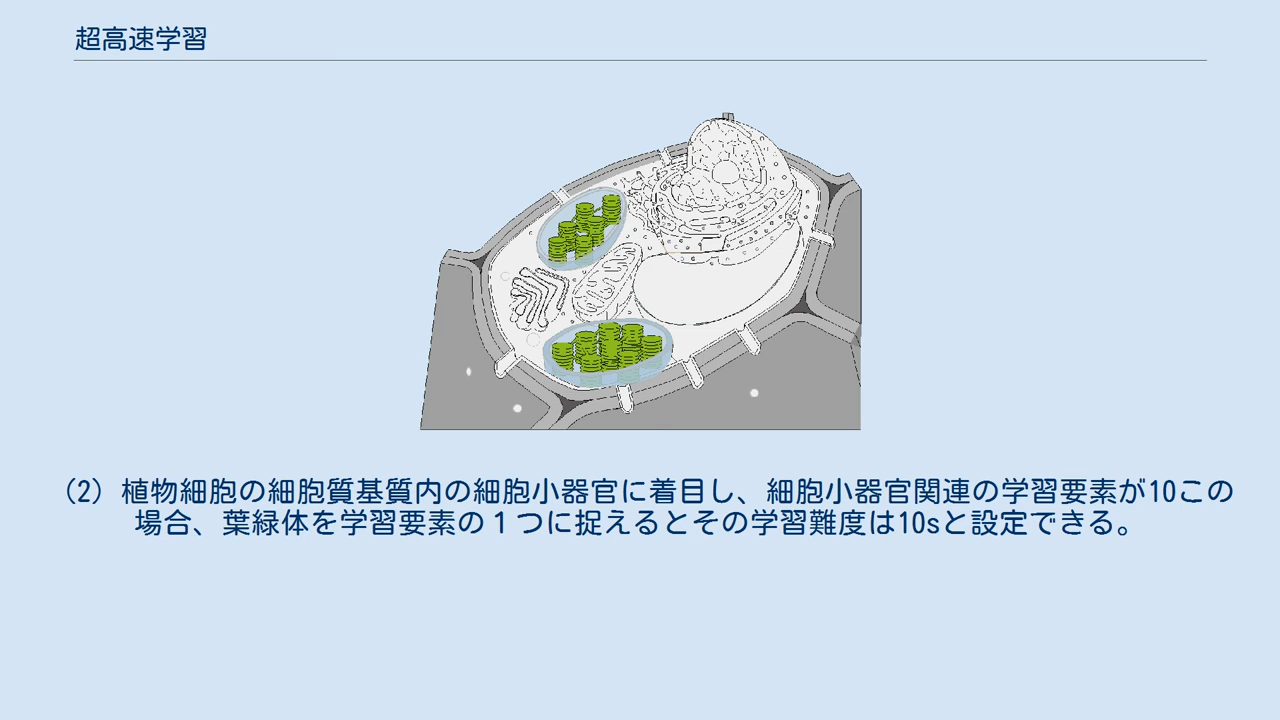 超高速学習
（2）植物細胞の細胞質基質内の細胞小器官に着目し、細胞小器官関連の学習要素が10この
場合、葉緑体を学習要素の１つに捉えるとその学習難度は10sと設定できる。